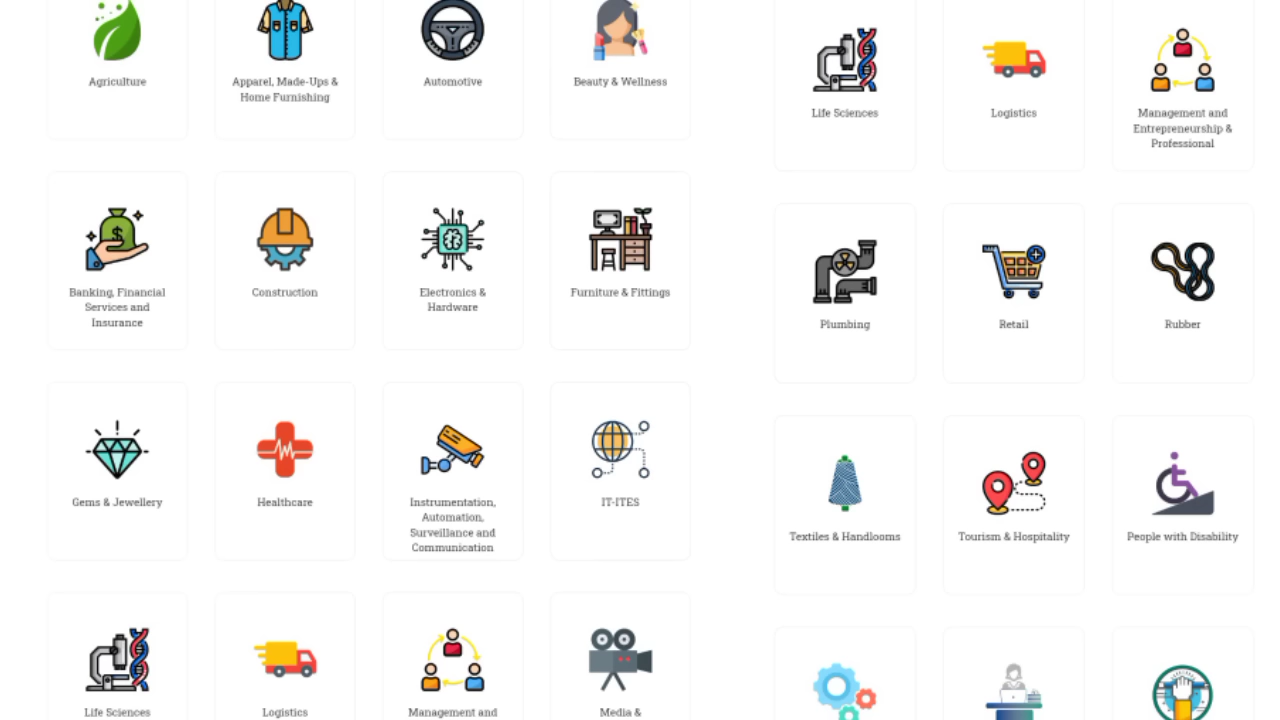 Agriculture
Apparel, Made-Ups &
Home Furnishing
Automotive
Beauty & Wellness
Banking, Financial
Services and
Insurance
Construction
Electronics &
Hardware
Furniture & Fittings
Gems & Jewellery
Healthcare
Instrumentation,
Automation,
Surveillance and
Communication
IT-ITES
Life Sciences
Logistics
Management and
Media &
Life Sciences
Logistics
Management and
Entrepreneurship &
Professional
Plumbing
Retail
Rubber
Textiles & Handlooms
Tourism & Hospitality
People with Disability